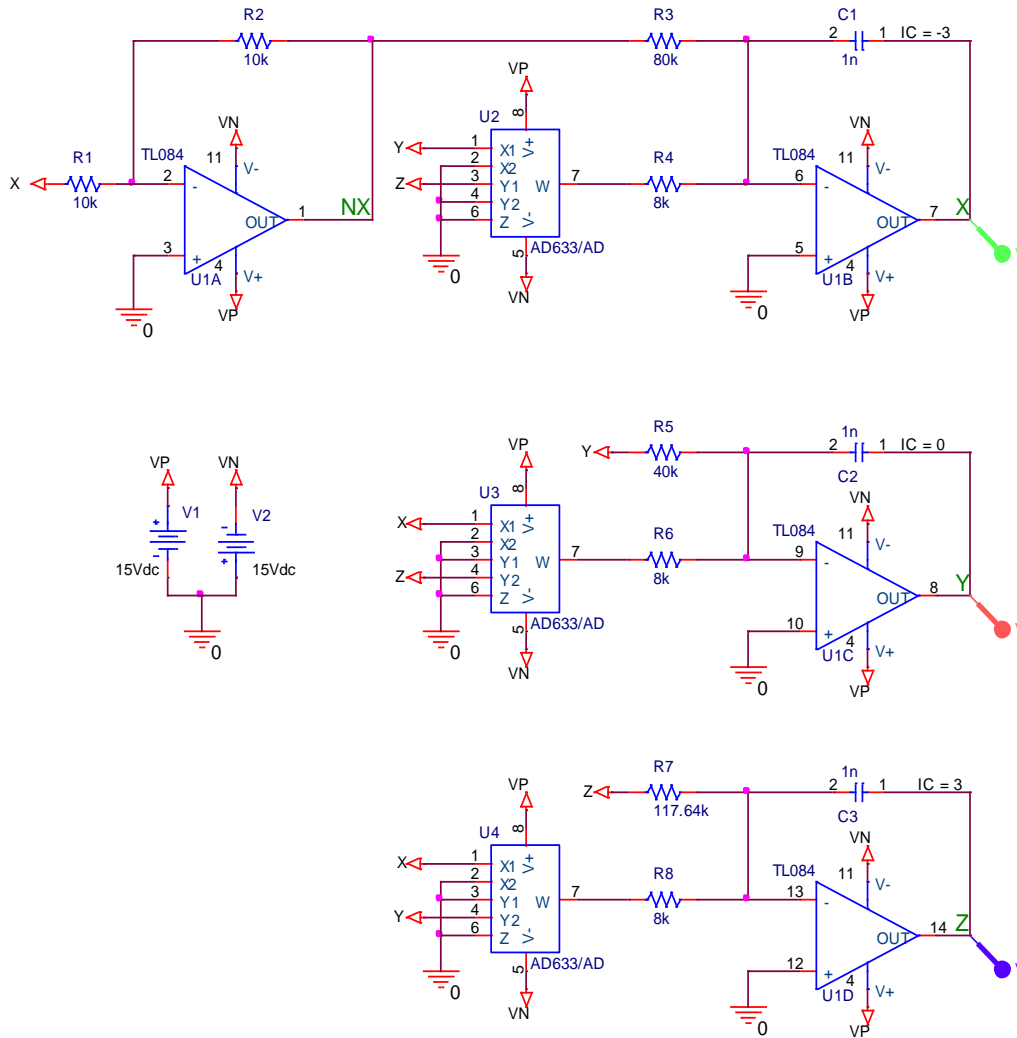 R2
10k
R3
80k
C1
2 1 IC = -3
1n
VP
8
U2
VN
11
TL084
V-
R1
X
10k
2
-
3
+
4
OUT
1
NX
U1A
V+
VP
0
Y
Z
1
2
3
4
6
X1
X2
Y1
Y2
Z
V+
V-
W
7
5
AD633/AD
VN
0
R4
8k
VN
11
TL084
V-
6
-
5
+
4
OUT
7
X
U1B
V+
VP
0
V
VP
VN
V1
V2
15Vdc
15Vdc
0
R5
Y
40k
1n
2 1 IC = 0
C2
VP
8
U3
X
Z
1
2
3
4
6
X1
X2
Y1
Y2
Z
V+
V-
W
7
5
AD633/AD
VN
0
R6
8k
VN
11
TL084
V-
9
-
10
+
4
OUT
8
Y
U1C
V+
VP
0
V
R7
Z
117.64k
1n
2 1 IC = 3
C3
VP
8
U4
X
Y
1
2
3
4
6
X1
X2
Y1
Y2
Z
V+
V-
W
7
5
AD633/AD
VN
0
R8
8k
VN
11
TL084
V-
13
-
12
+
4
OUT
14
Z
U1D
V+
VP
0
V